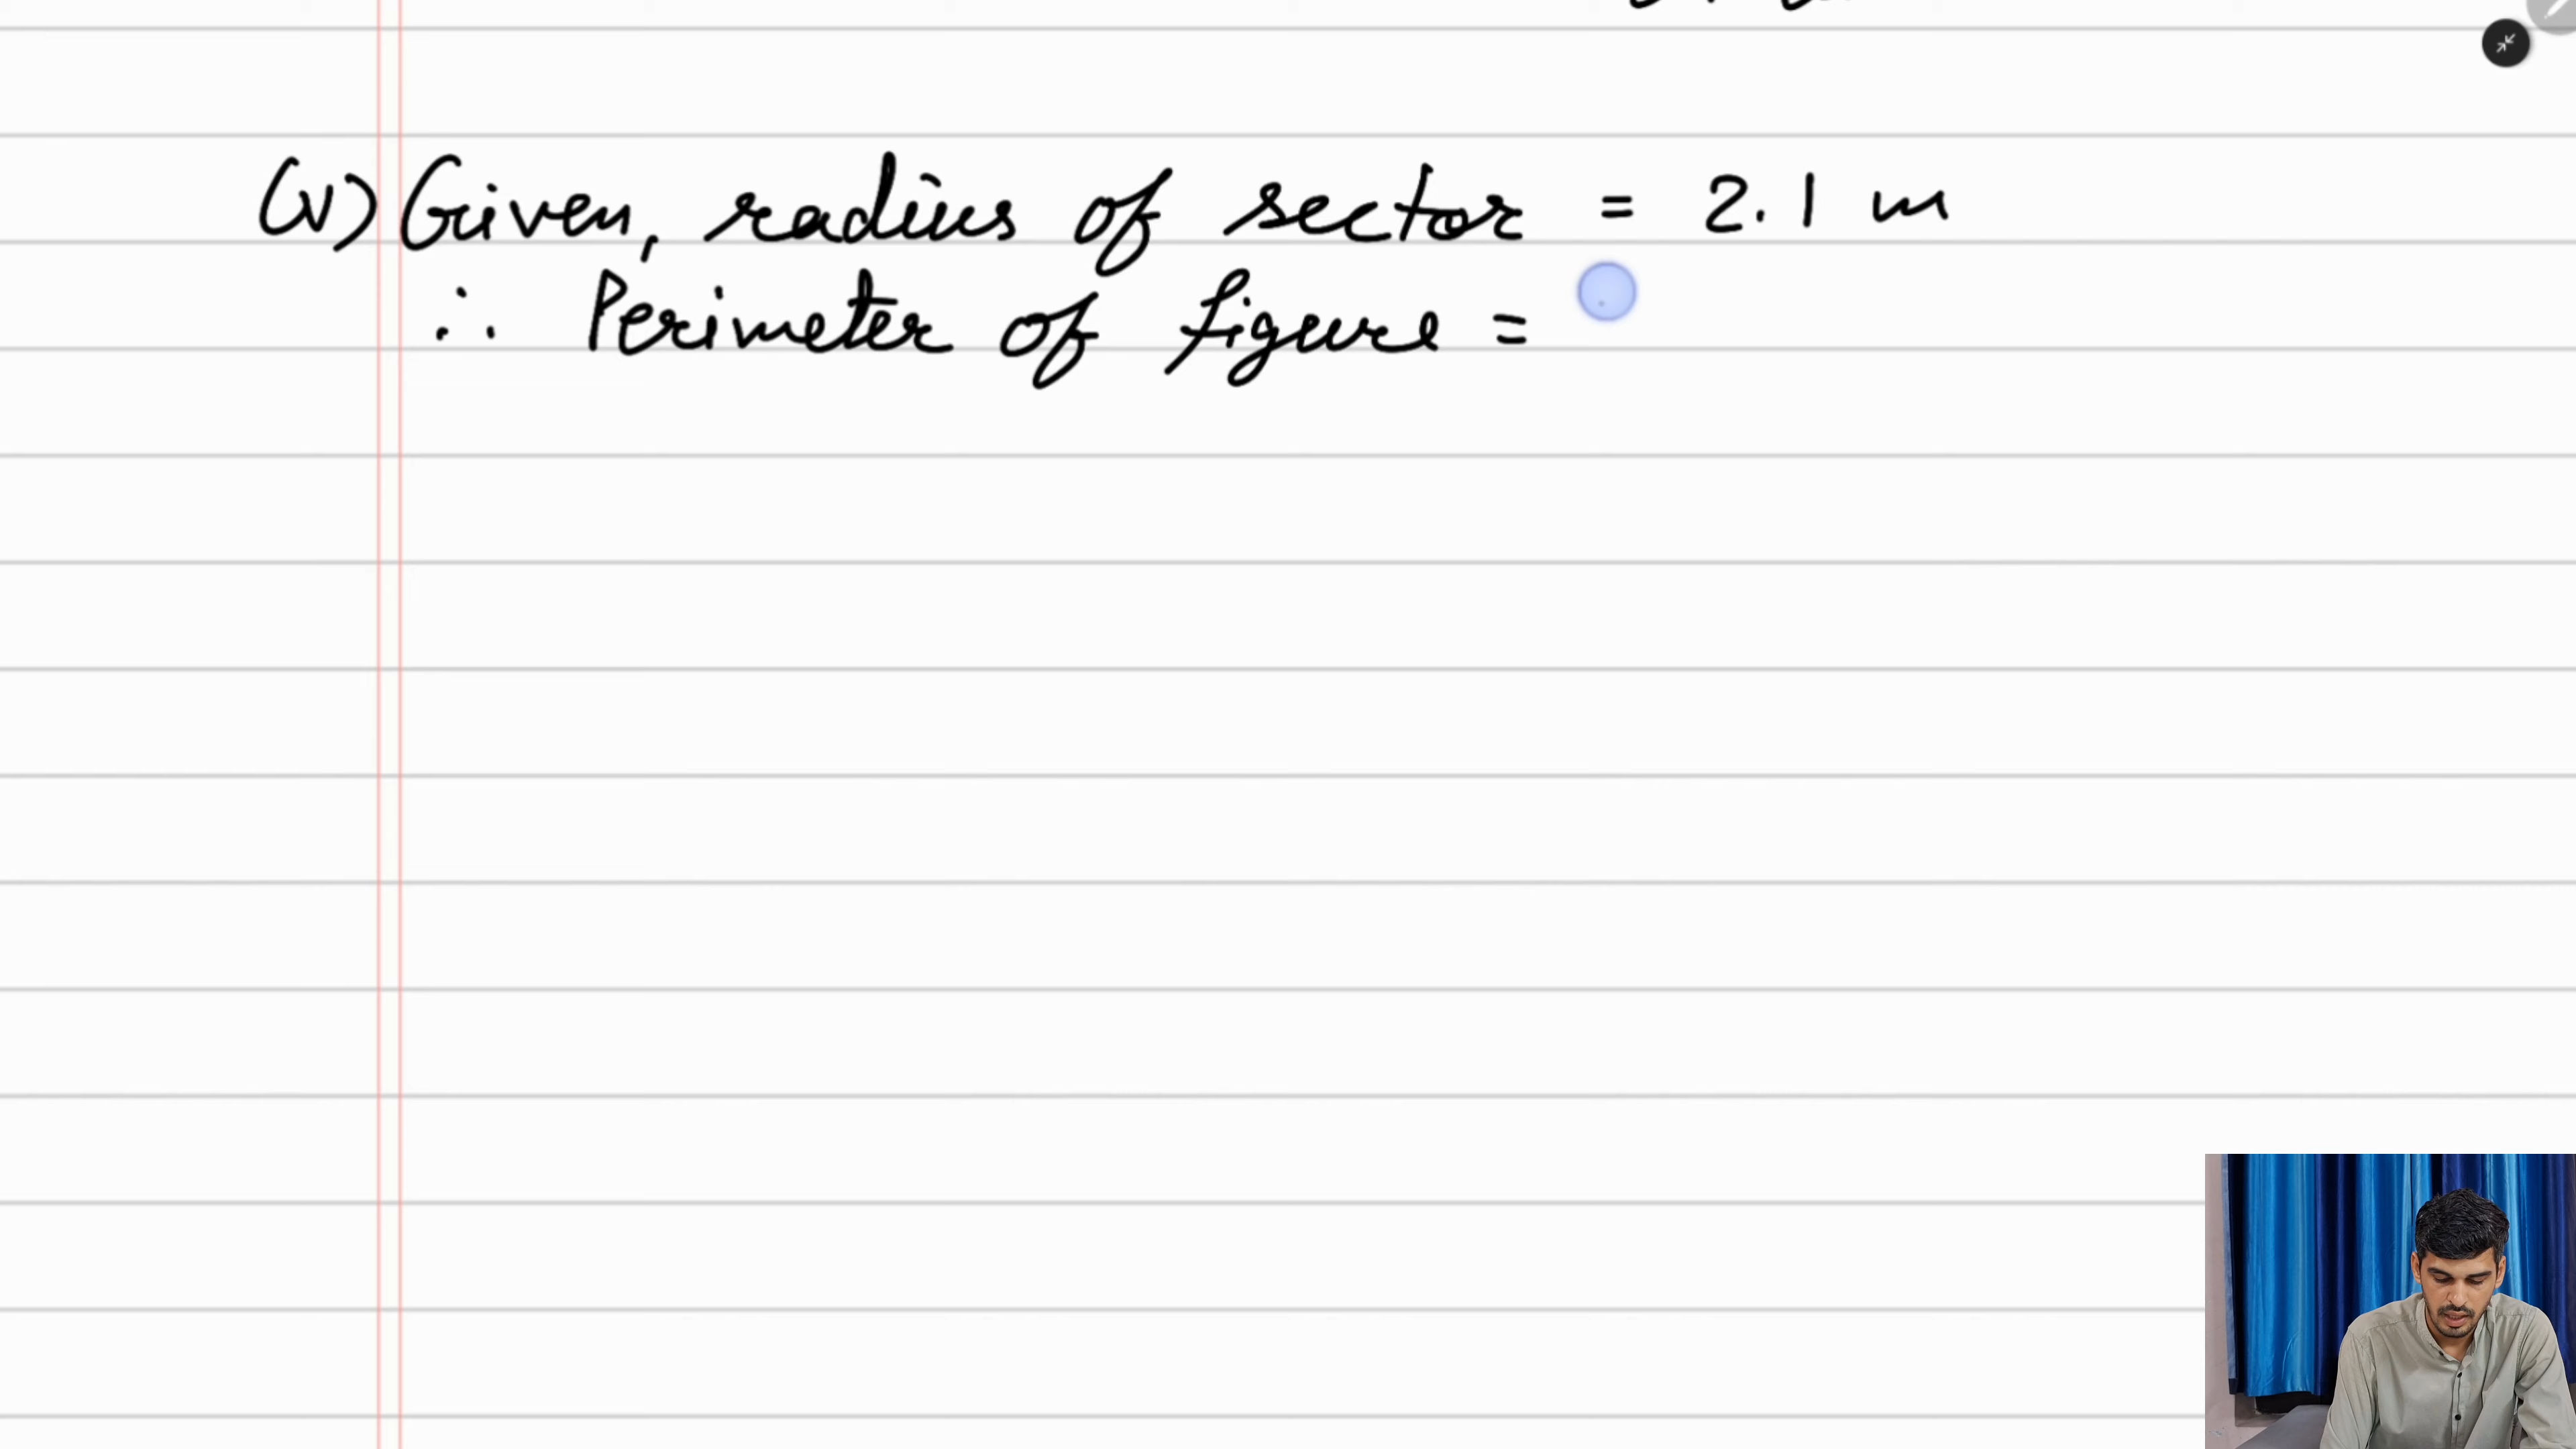 (v) Given, radius of sector = 2.1 m
∴ Perimeter of figure =